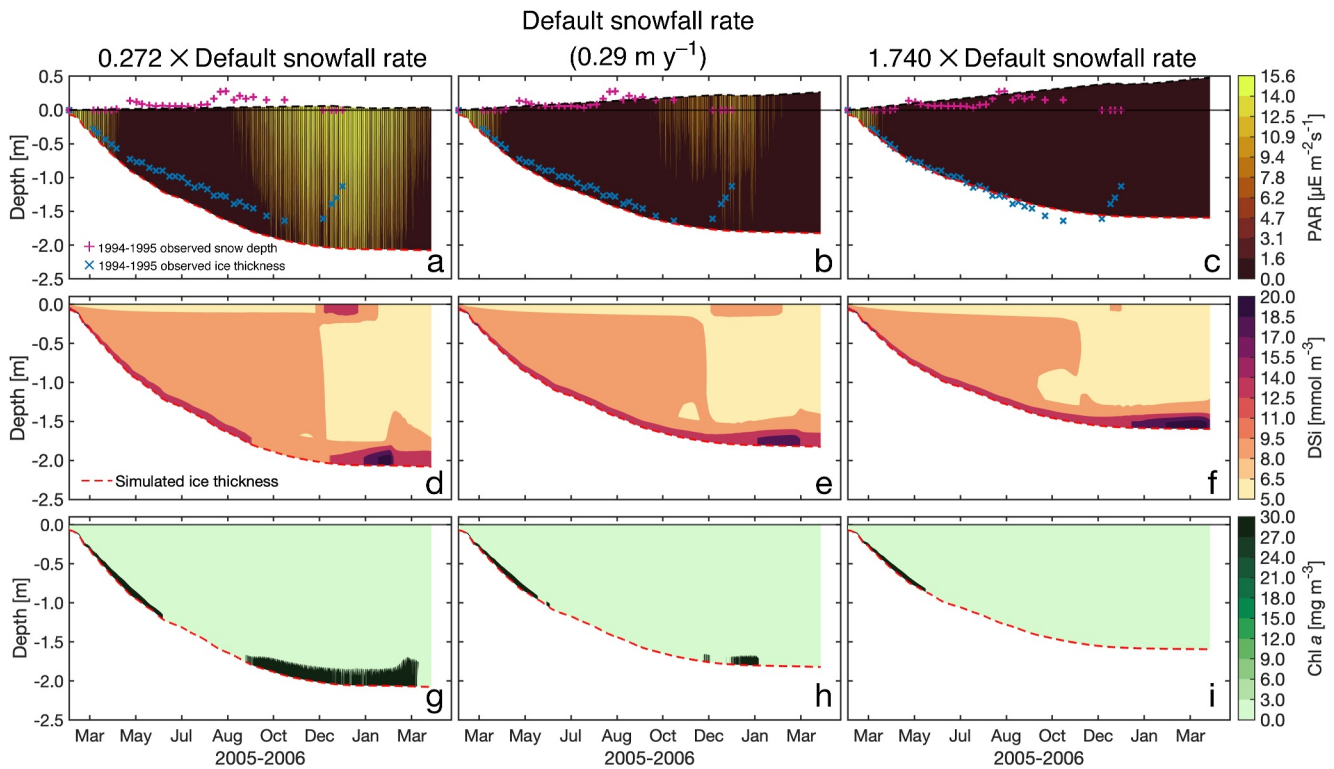 Default snowfall rate
0.272 × Default snowfall rate
(0.29 m y⁻¹)
1.740 × Default snowfall rate
0.5
0.0
-0.5
-1.0
-1.5
-2.0
-2.5
Depth [m]
+ 1994-1995 observed snow depth
× 1994-1995 observed ice thickness
a
b
c
15.6
14.0
12.5
10.9
9.4
7.8
6.2
4.7
3.1
1.6
0.0
PAR [µE m⁻²s⁻¹]
0.0
-0.5
-1.0
-1.5
-2.0
-2.5
Depth [m]
Simulated ice thickness
d
e
f
20.0
18.5
17.0
15.5
14.0
12.5
11.0
9.5
8.0
6.5
5.0
DSi [mmol m⁻³]
0.0
-0.5
-1.0
-1.5
-2.0
-2.5
Depth [m]
g
h
i
30.0
27.0
24.0
21.0
18.0
15.0
12.0
9.0
6.0
3.0
0.0
Chl a [mg m⁻³]
Mar May Jul Aug Oct Dec Jan Mar
2005-2006
Mar May Jul Aug Oct Dec Jan Mar
2005-2006
Mar May Jul Aug Oct Dec Jan Mar
2005-2006